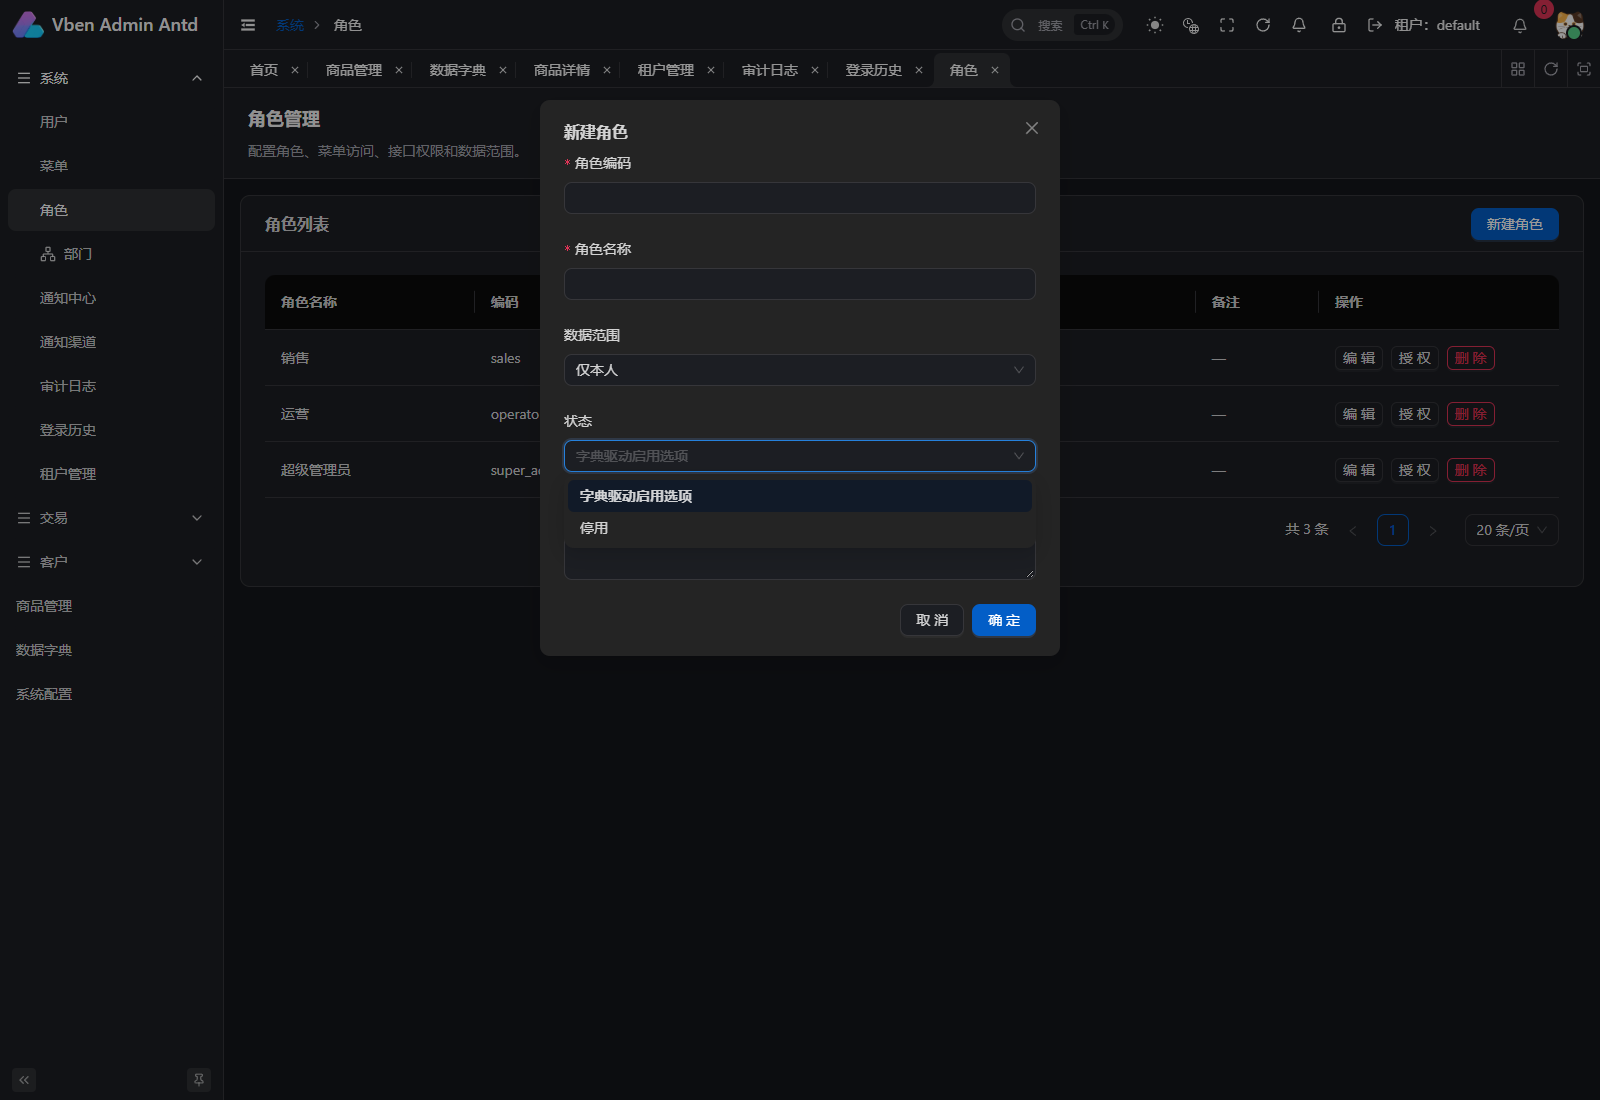 Vben Admin Antd
系统 > 角色
搜索 Ctrl K
租户: default
0
首页 × 商品管理 × 数据字典 × 商品详情 × 租户管理 × 审计日志 × 登录历史 × 角色 ×
系统
用户
菜单
角色
部门
通知中心
通知渠道
审计日志
登录历史
租户管理
交易
客户
商品管理
数据字典
系统配置
角色管理
配置角色、菜单访问、接口权限和数据范围。
角色列表
新建角色
角色名称 编码 备注 操作
销售 sales — 编辑 授权 删除
运营 operato — 编辑 授权 删除
超级管理员 super_ad — 编辑 授权 删除
共 3 条 < 1 > 20 条/页
新建角色
* 角色编码
* 角色名称
数据范围
仅本人
状态
字典驱动启用选项
字典驱动启用选项
停用
取消 确定